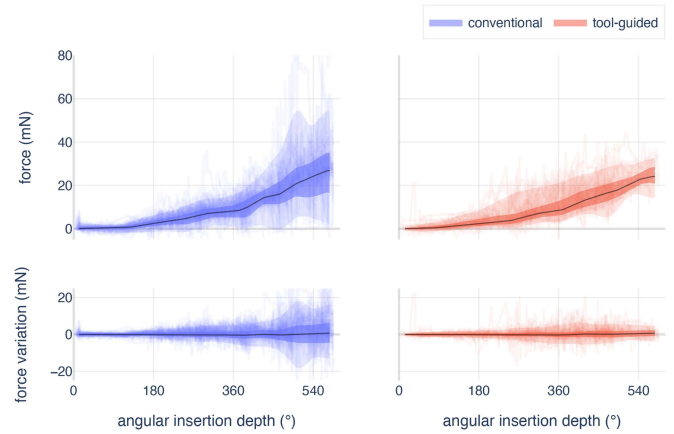 conventional tool-guided
80
60
40
20
0
force (mN)
20
0
−20
force variation (mN)
0 180 360 540 0 180 360 540
angular insertion depth (°) angular insertion depth (°)